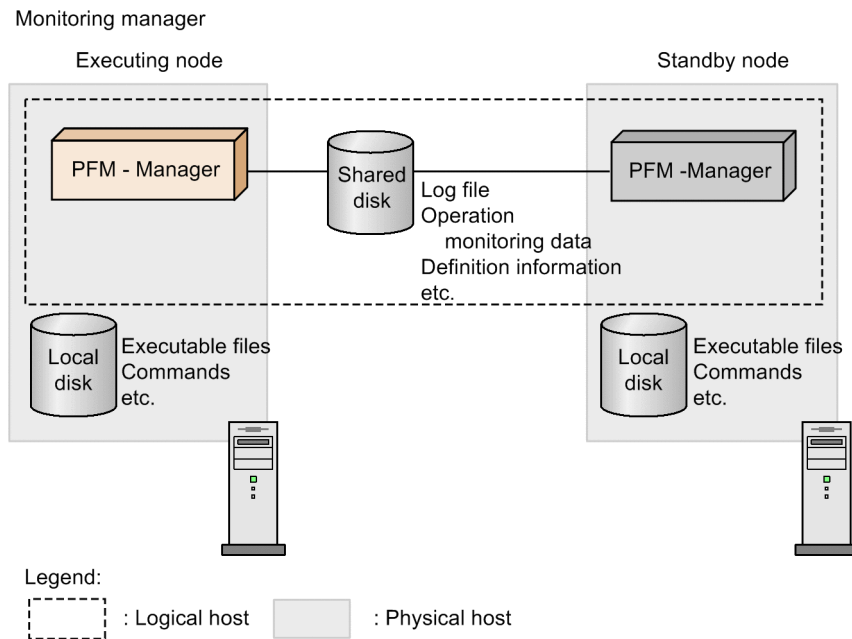 Monitoring manager
Executing node
Standby node
PFM - Manager
Shared
disk
Log file
Operation
monitoring data
Definition information
etc.
PFM -Manager
Local
disk
Executable files
Commands
etc.
Local
disk
Executable files
Commands
etc.
Legend:
: Logical host
: Physical host